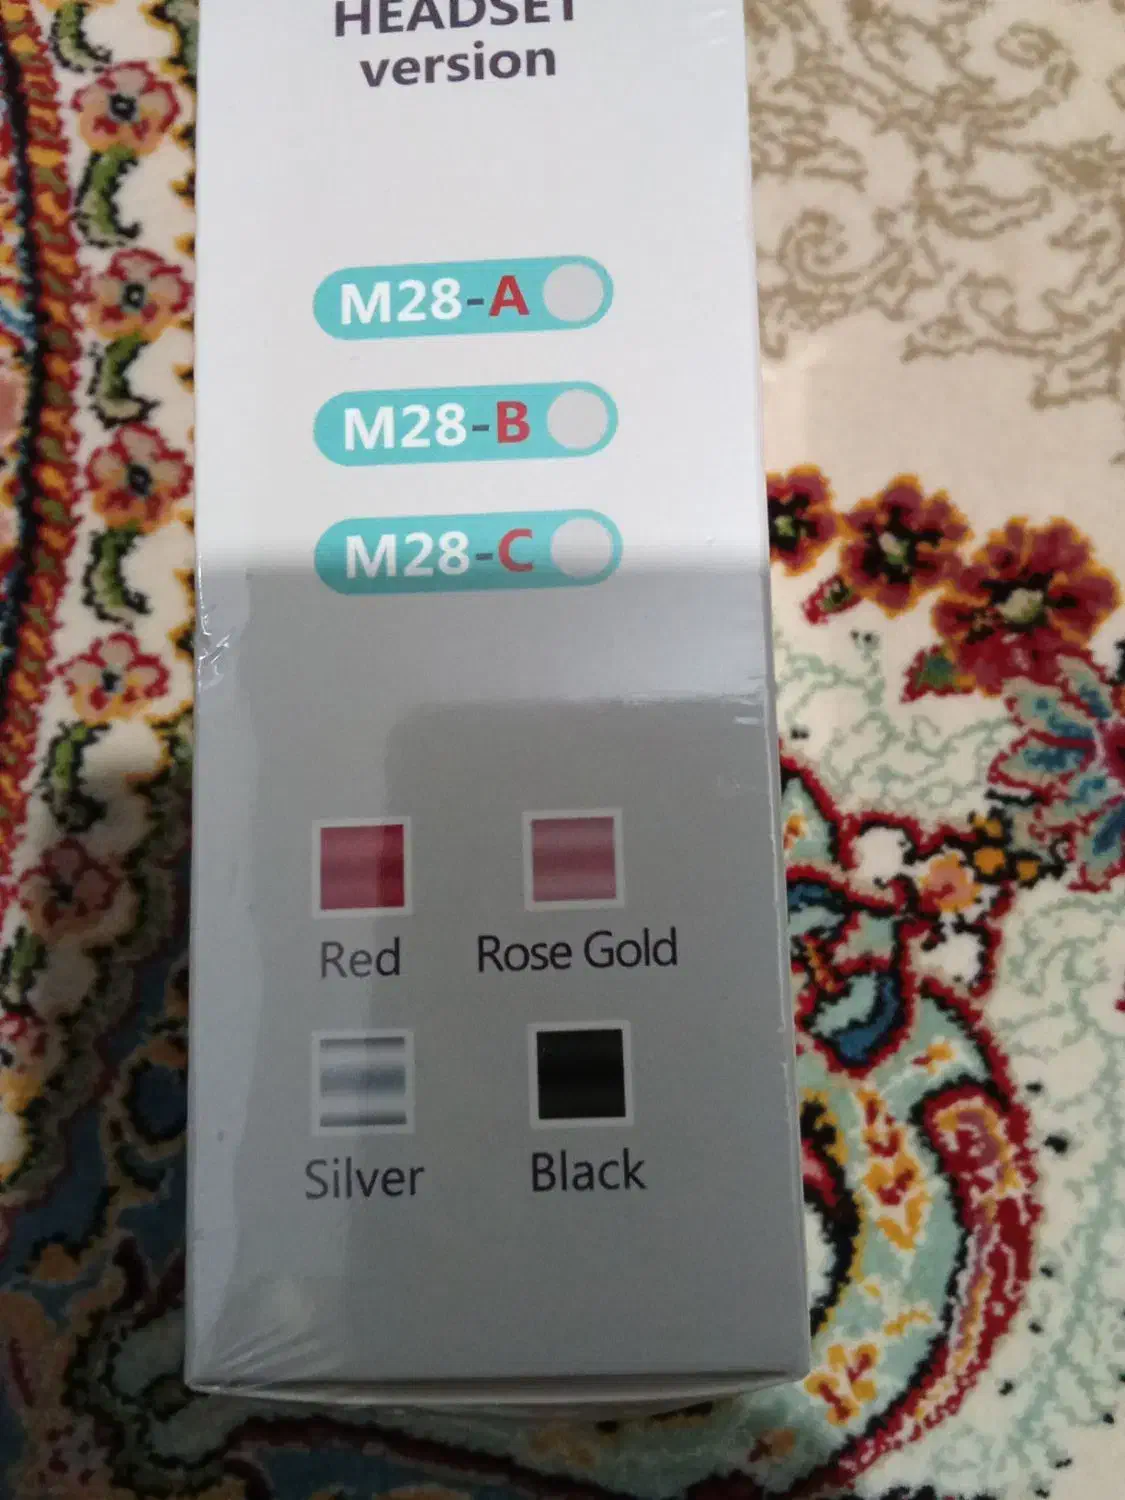 HEADSET
version
M28-A
M28-B
M28-C
Red Rose Gold
Silver Black